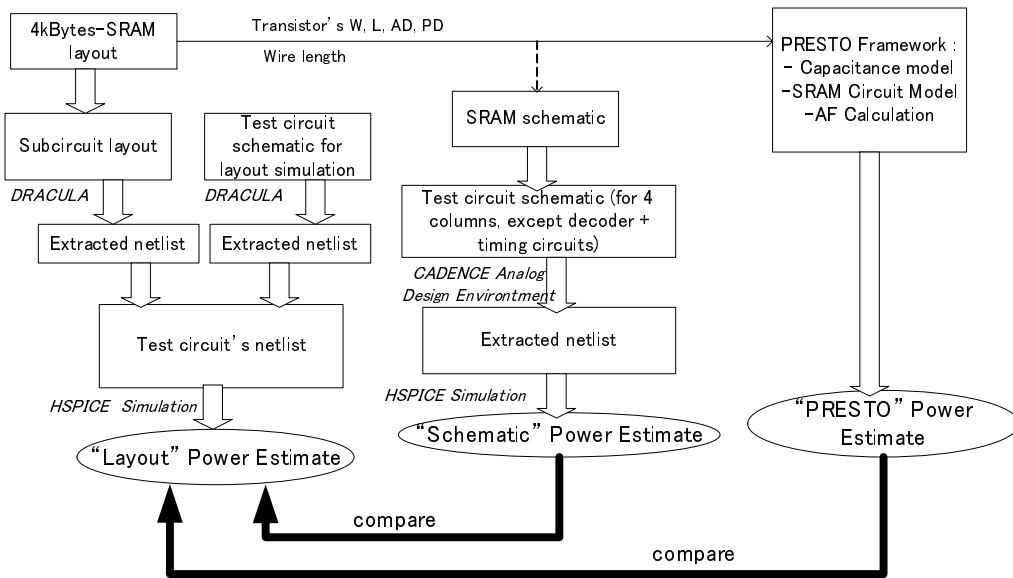 4kBytes-SRAM
layout
Transistor's W, L, AD, PD
Wire length
PRESTO Framework :
- Capacitance model
-SRAM Circuit Model
-AF Calculation
Subcircuit layout
Test circuit
schematic for
layout simulation
SRAM schematic
DRACULA
DRACULA
Test circuit schematic (for 4
columns, except decoder +
timing circuits)
Extracted netlist
Extracted netlist
CADENCE Analog
Design Environtment
Test circuit's netlist
Extracted netlist
HSPICE Simulation
HSPICE Simulation
"Layout" Power Estimate
"Schematic" Power Estimate
"PRESTO" Power
Estimate
compare
compare